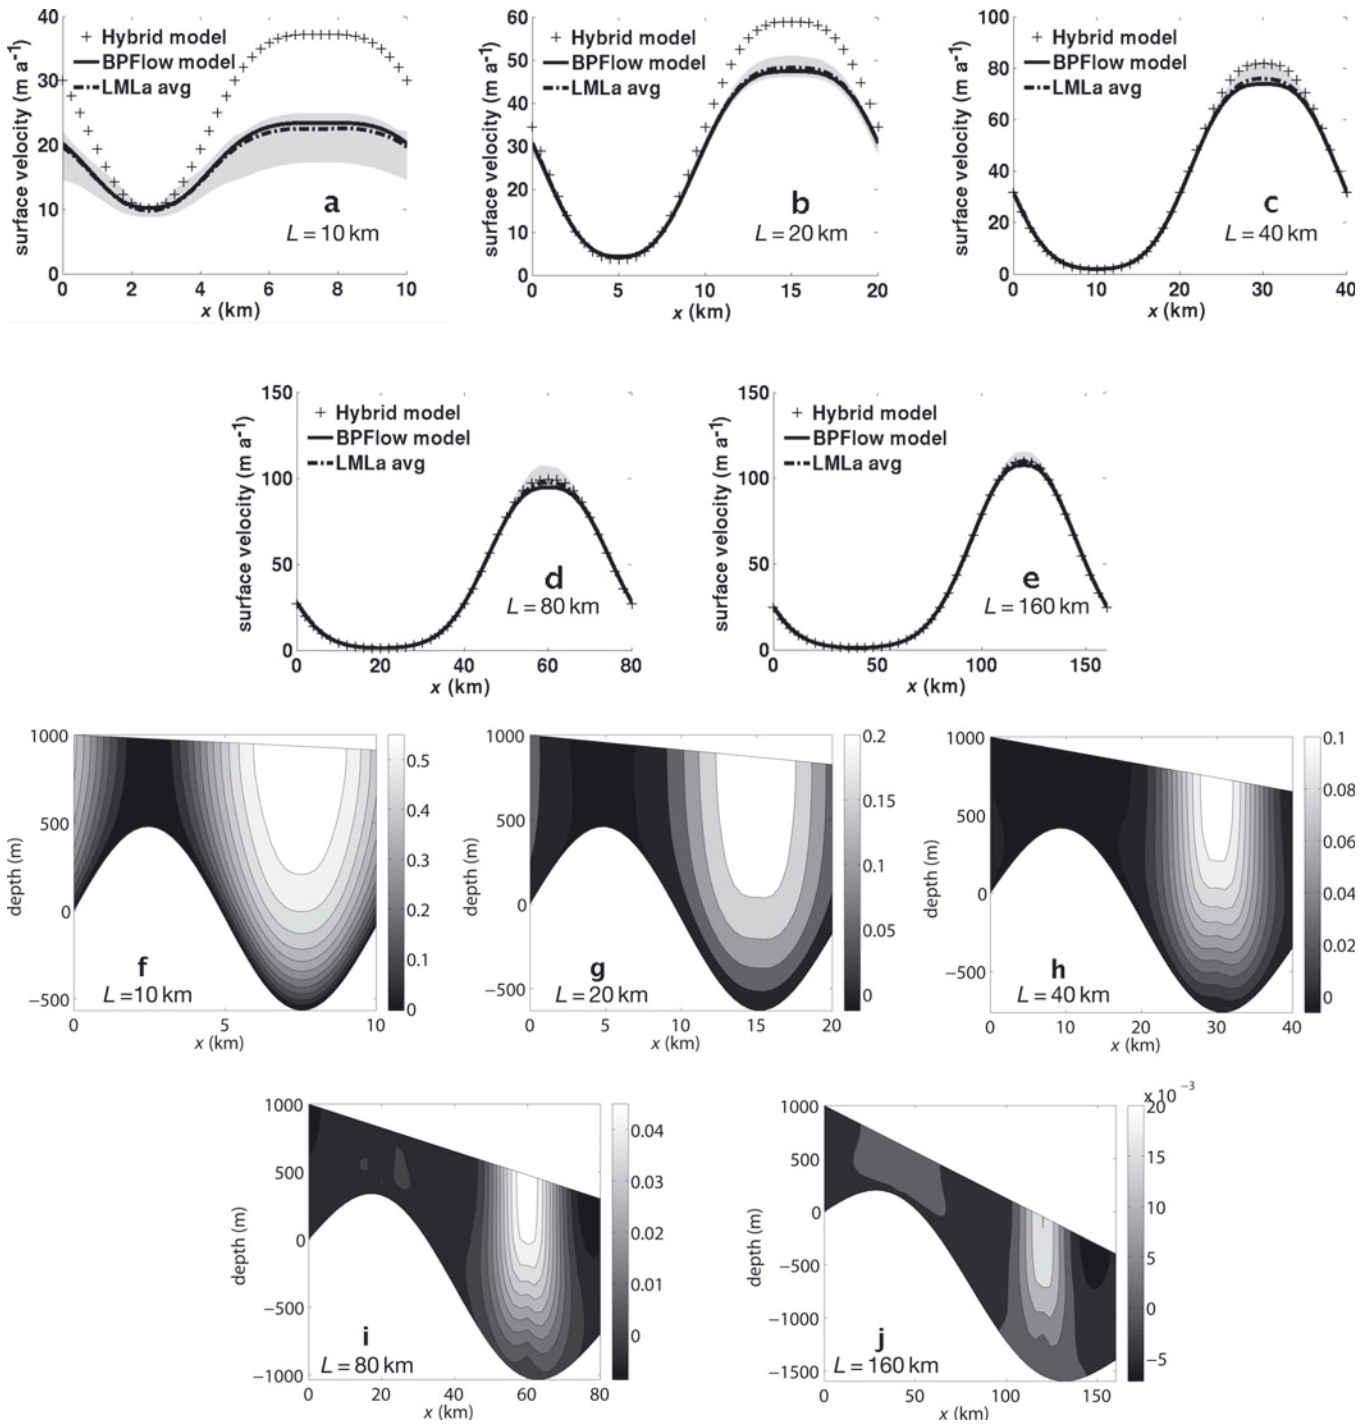 surface velocity (m a⁻¹)
40
30
20
10
0
+ Hybrid model
BPFlow model
LMLa avg
a
L = 10 km
0 2 4 6 8 10
x (km)
surface velocity (m a⁻¹)
60
50
40
30
20
10
0
+ Hybrid model
BPFlow model
LMLa avg
b
L = 20 km
0 5 10 15 20
x (km)
surface velocity (m a⁻¹)
100
80
60
40
20
0
+ Hybrid model
BPFlow model
LMLa avg
c
L = 40 km
0 10 20 30 40
x (km)
surface velocity (m a⁻¹)
150
100
50
0
+ Hybrid model
BPFlow model
LMLa avg
d
L = 80 km
0 20 40 60 80
x (km)
surface velocity (m a⁻¹)
150
100
50
0
+ Hybrid model
BPFlow model
LMLa avg
e
L = 160 km
0 50 100 150
x (km)
depth (m)
1000
500
0
−500
f
L=10 km
0 5 10
x (km)
0.5
0.4
0.3
0.2
0.1
0
depth (m)
1000
500
0
−500
g
L=20 km
0 5 10 15 20
x (km)
0.2
0.15
0.1
0.05
0
depth (m)
1000
500
0
−500
h
L=40 km
0 10 20 30 40
x (km)
0.1
0.08
0.06
0.04
0.02
0
depth (m)
1000
500
0
−500
−1000
i
L=80 km
0 20 40 60 80
x (km)
0.04
0.03
0.02
0.01
0
depth (m)
1000
500
0
−500
−1000
−1500
j
L=160 km
0 50 100 150
x (km)
x 10⁻³
20
15
10
5
0
−5